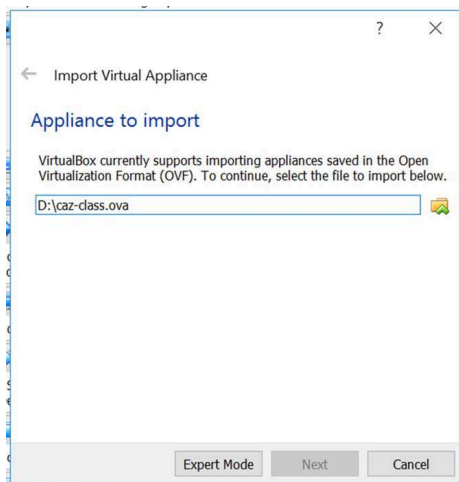 ?
Import Virtual Appliance
Appliance to import
VirtualBox currently supports importing appliances saved in the Open
Virtualization Format (OVF). To continue, select the file to import below.
D:\caz-class.ova
Expert Mode Next Cancel